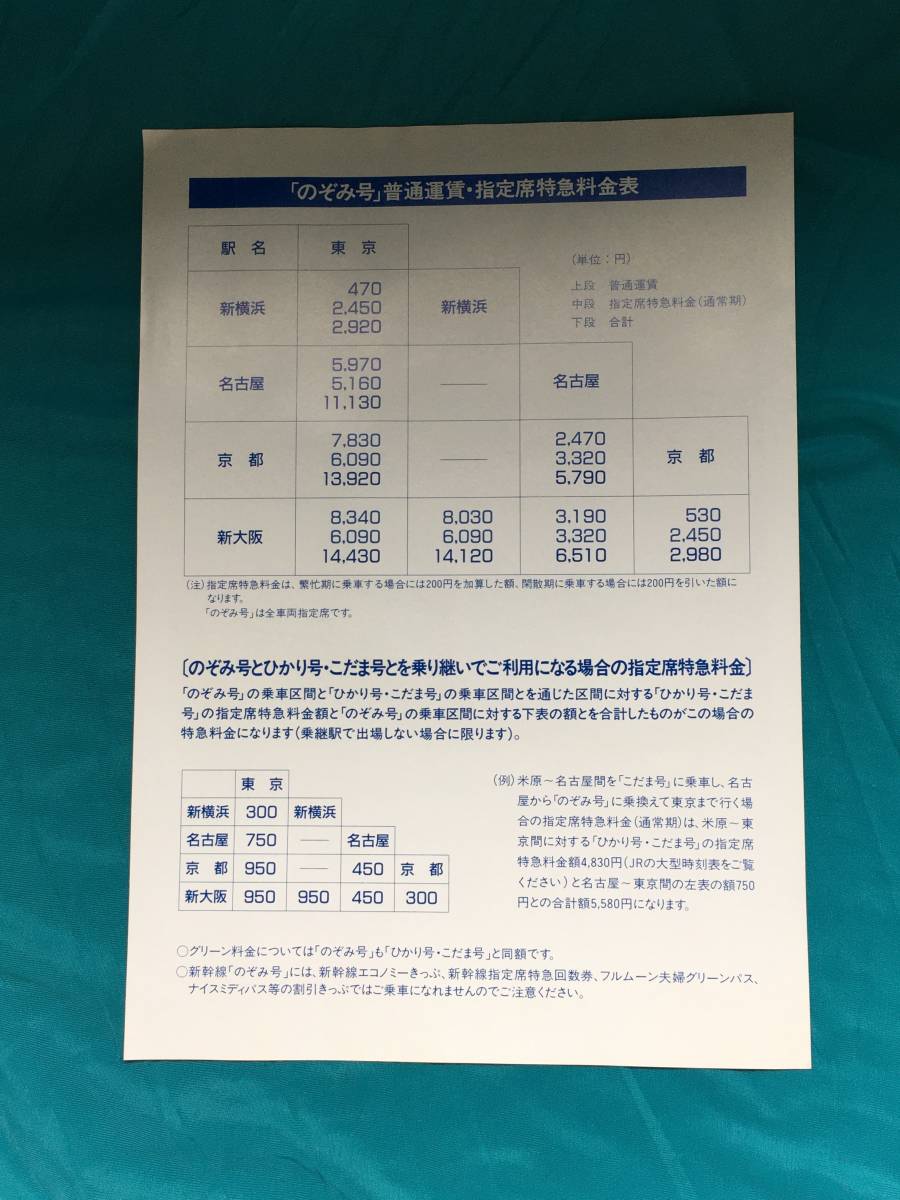 「のぞみ号」普通運賃・指定席特急料金表
駅 名 東 京
(単位:円)
上段 普通運賃
中段 指定席特急料金(通常期)
下段 合計
新横浜 470 新横浜
2,450
2,920
名古屋 5,970 —— 名古屋
5,160
11,130
京 都 7,830 —— 2,470 京 都
6,090 3,320
13,920 5,790
新大阪 8,340 8,030 3,190 530
6,090 6,090 3,320 2,450
14,430 14,120 6,510 2,980
(注)指定席特急料金は、繁忙期に乗車する場合には200円を加算した額、閑散期に乗車する場合には200円を引いた額に
なります。
「のぞみ号」は全車両指定席です。
〔のぞみ号とひかり号・こだま号とを乗り継いでご利用になる場合の指定席特急料金〕
「のぞみ号」の乗車区間と「ひかり号・こだま号」の乗車区間とを通じた区間に対する「ひかり号・こだま
号」の指定席特急料金額と「のぞみ号」の乗車区間に対する下表の額とを合計したものがこの場合の
特急料金になります(乗継駅で出場しない場合に限ります)。
東 京
新横浜 300 新横浜
名古屋 750 —— 名古屋
京 都 950 —— 450 京 都
新大阪 950 950 450 300
(例)米原～名古屋間を「こだま号」に乗車し、名古
屋から「のぞみ号」に乗換えて東京まで行く場
合の指定席特急料金(通常期)は、米原～東
京間に対する「ひかり号・こだま号」の指定席
特急料金額4,830円(JRの大型時刻表をご覧
ください)と名古屋～東京間の左表の額750
円との合計額5,580円になります。
○グリーン料金については「のぞみ号」も「ひかり号・こだま号」と同額です。
○新幹線「のぞみ号」には、新幹線エコノミーきっぷ、新幹線指定席特急回数券、フルムーン夫婦グリーンパス、
ナイスミディパス等の割引きっぷではご乗車になれませんのでご注意ください。